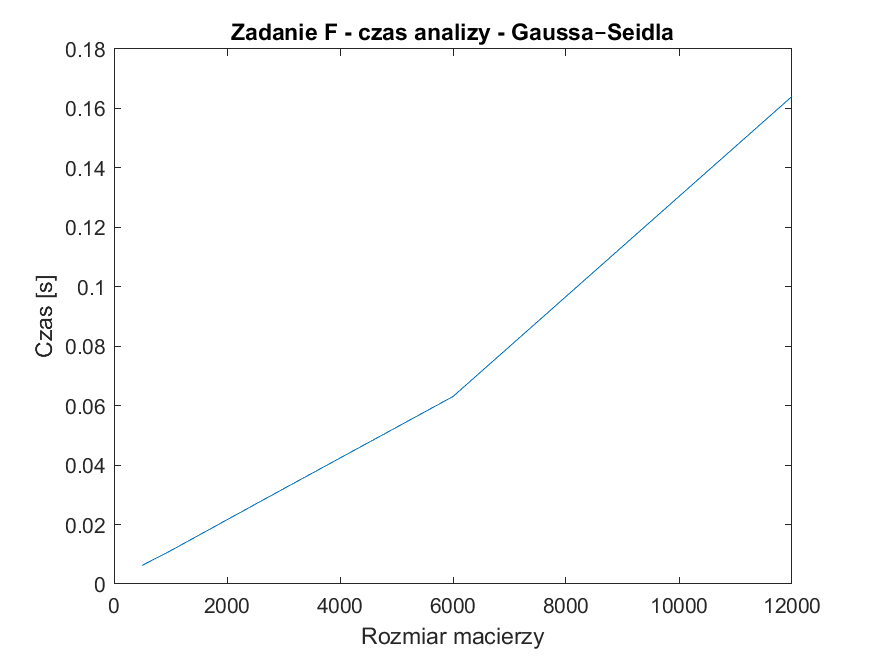 Zadanie F - czas analizy - Gaussa−Seidla
0.18
0.16
0.14
0.12
0.1
0.08
0.06
0.04
0.02
0
Czas [s]
0 2000 4000 6000 8000 10000 12000
Rozmiar macierzy